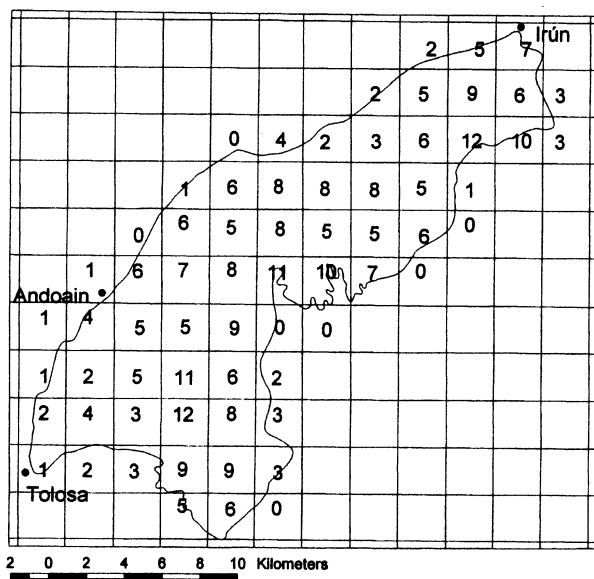 Irún
2 5 7
2 5 9 6 3
0 4 2 3 6 12 10 3
1 6 8 8 8 5 1
0 6 5 8 5 5 6 0
1 6 7 8 11 10 7 0
Andoain
1 4 5 5 9 0 0
1 2 5 11 6 2
2 4 3 12 8 3
1 2 3 9 9 3
Tolosa
5 6 0
2 0 2 4 6 8 10 Kilometers